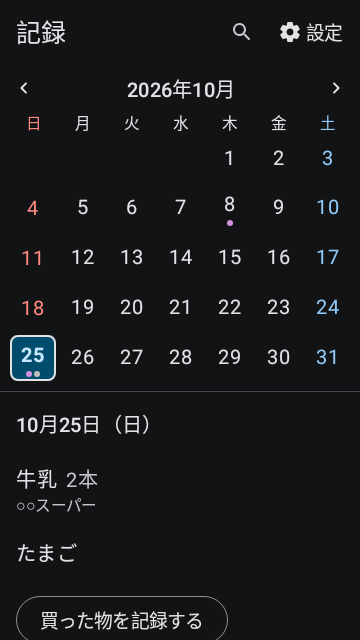 記録
設定
2026年10月
日 月 火 水 木 金 土
1 2 3
4 5 6 7 8 9 10
11 12 13 14 15 16 17
18 19 20 21 22 23 24
25 26 27 28 29 30 31
10月25日（日）
牛乳 2本
○○スーパー
たまご
買った物を記録する